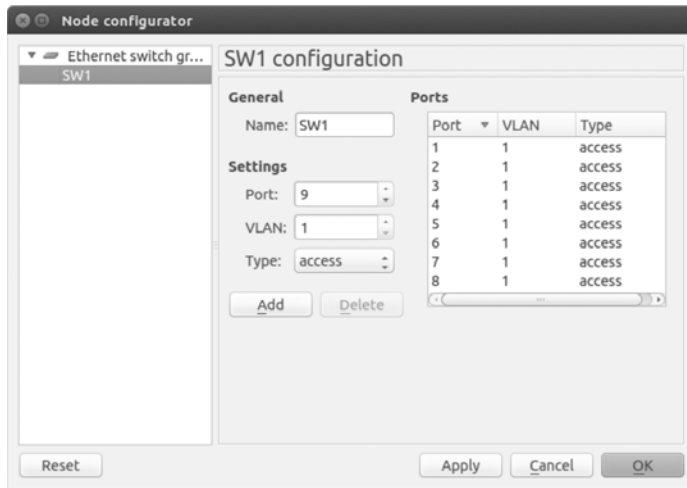 Node configurator
Ethernet switch gr...
SW1
SW1 configuration
General
Name: SW1
Settings
Port: 9
VLAN: 1
Type: access
Add Delete
Ports
Port VLAN Type
1 1 access
2 1 access
3 1 access
4 1 access
5 1 access
6 1 access
7 1 access
8 1 access
Reset Apply Cancel OK